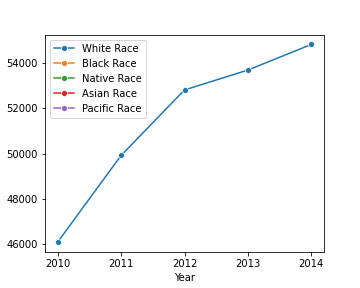 White Race
Black Race
Native Race
Asian Race
Pacific Race
54000
52000
50000
48000
46000
2010 2011 2012 2013 2014
Year